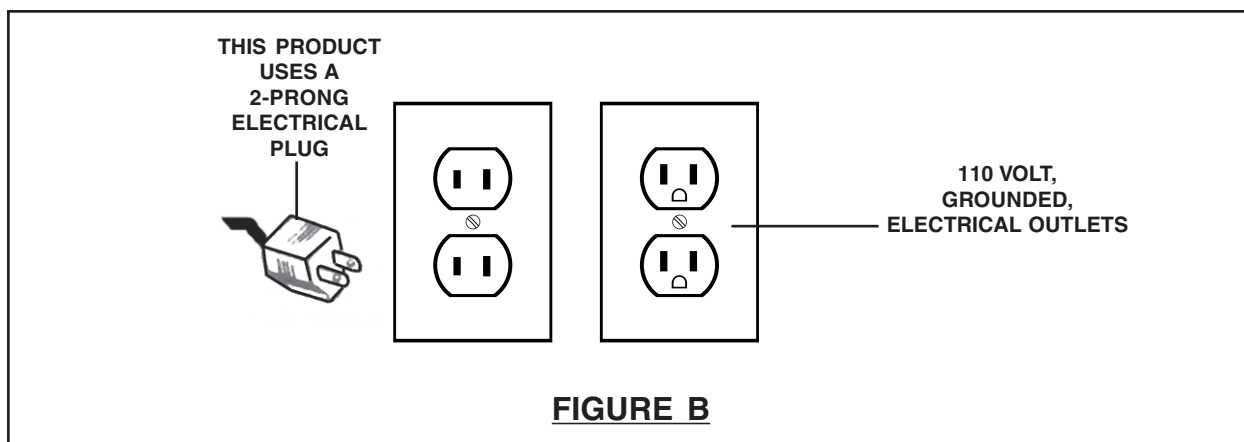 THIS PRODUCT
USES A
2-PRONG
ELECTRICAL
PLUG
110 VOLT,
GROUNDED,
ELECTRICAL OUTLETS
FIGURE B